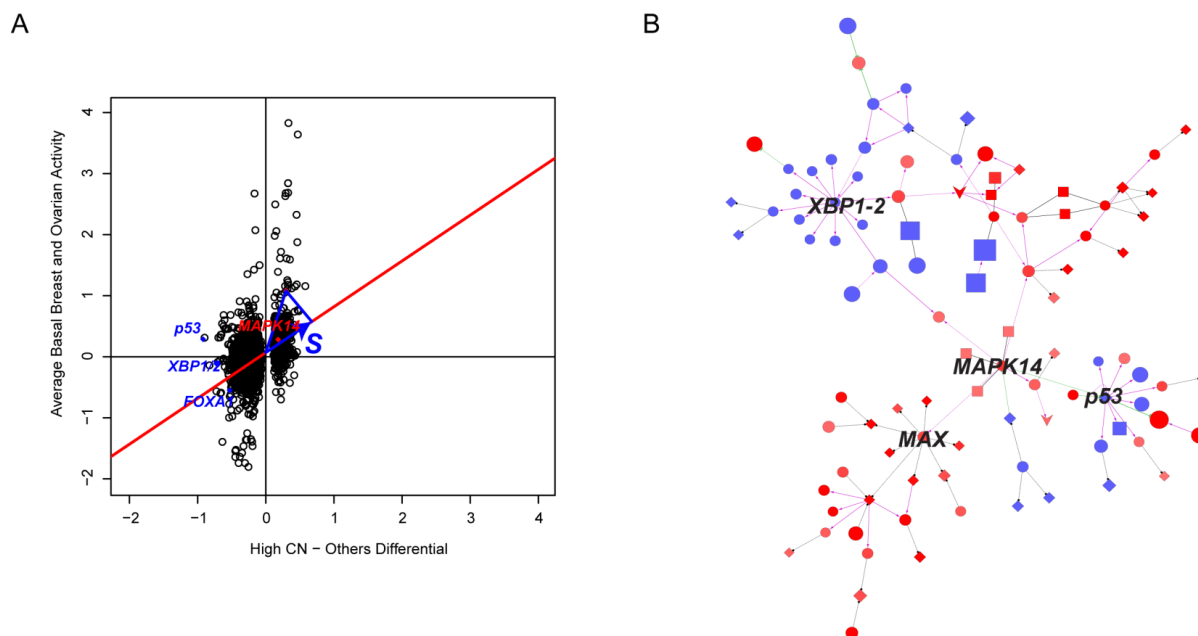 A
B
Average Basal Breast and Ovarian Activity
4
3
2
1
0
−1
−2
p53
MAPK14
S
XBP1-2
FOXA1
−2
−1
0
1
2
3
4
High CN − Others Differential
XBP1-2
MAPK14
p53
MAX